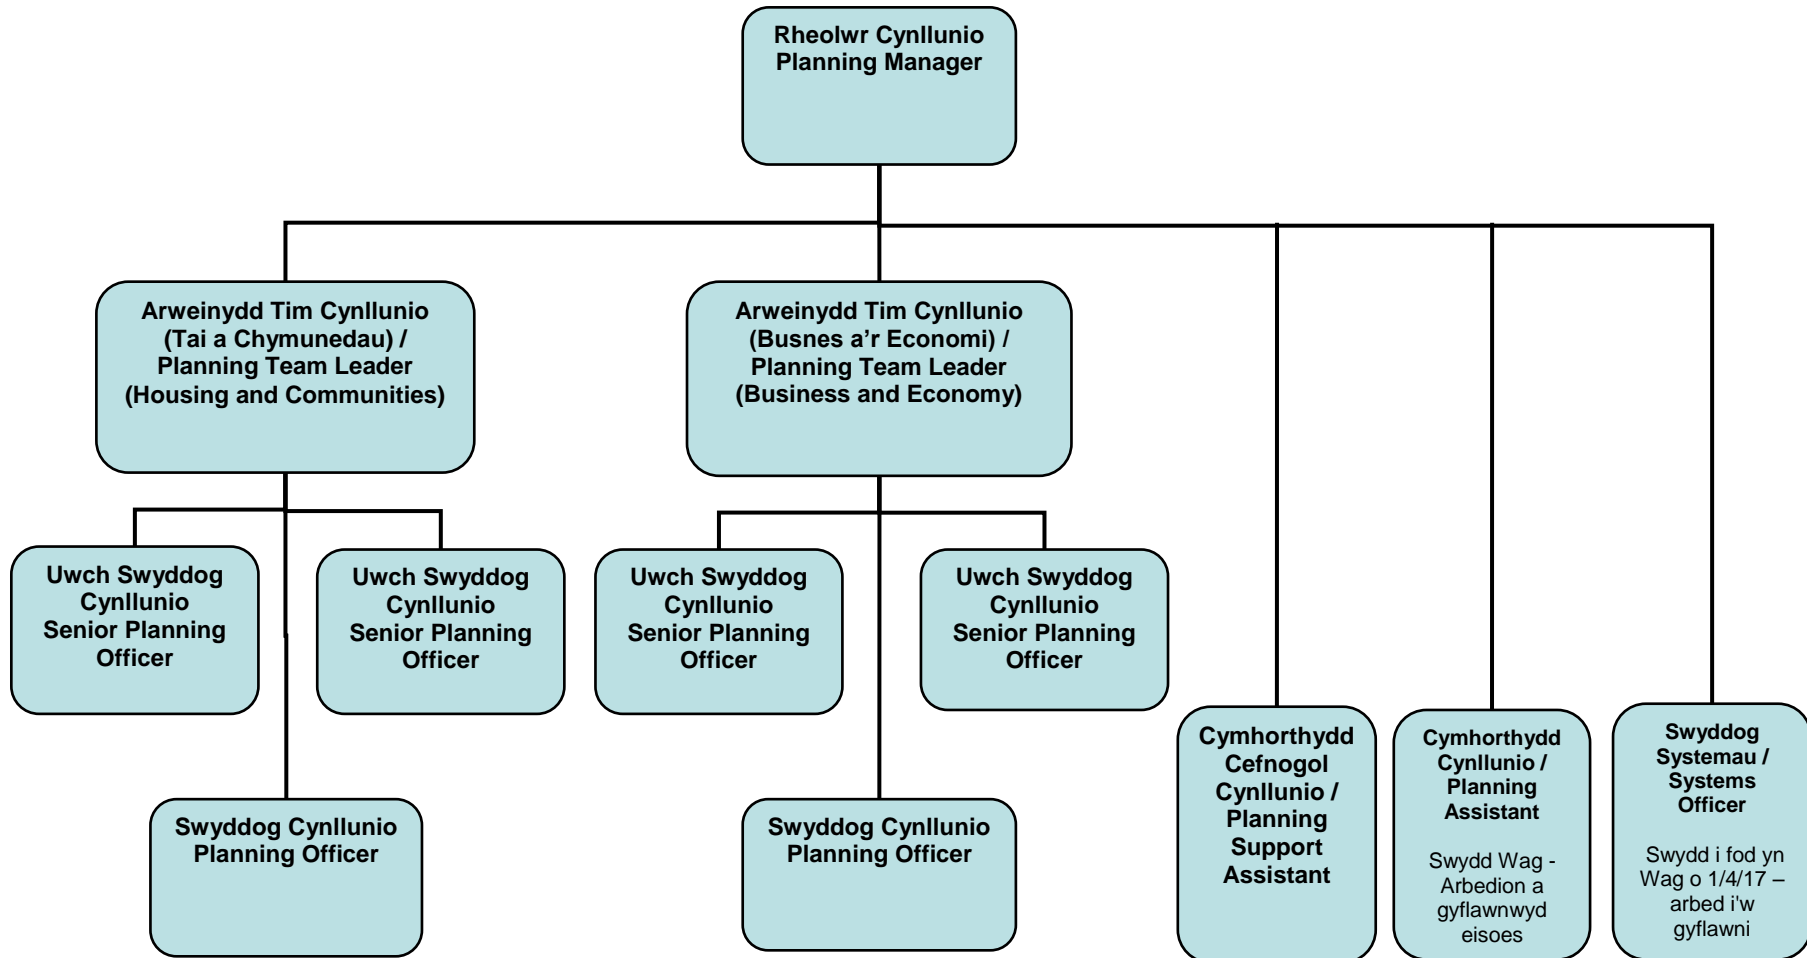 Rheolwr Cynllunio
Planning Manager
Arweinydd Tim Cynllunio
(Tai a Chymunedau) /
Planning Team Leader
(Housing and Communities)
Arweinydd Tim Cynllunio
(Busnes a’r Economi) /
Planning Team Leader
(Business and Economy)
Uwch Swyddog
Cynllunio
Senior Planning
Officer
Uwch Swyddog
Cynllunio
Senior Planning
Officer
Uwch Swyddog
Cynllunio
Senior Planning
Officer
Uwch Swyddog
Cynllunio
Senior Planning
Officer
Swyddog Cynllunio
Planning Officer
Swyddog Cynllunio
Planning Officer
Cymhorthydd
Cefnogol
Cynllunio /
Planning
Support
Assistant
Cymhorthydd
Cynllunio /
Planning
Assistant
Swydd Wag -
Arbedion a
gyflawnwyd
eisoes
Swyddog
Systemau /
Systems
Officer
Swydd i fod yn
Wag o 1/4/17 –
arbed i'w
gyflawni